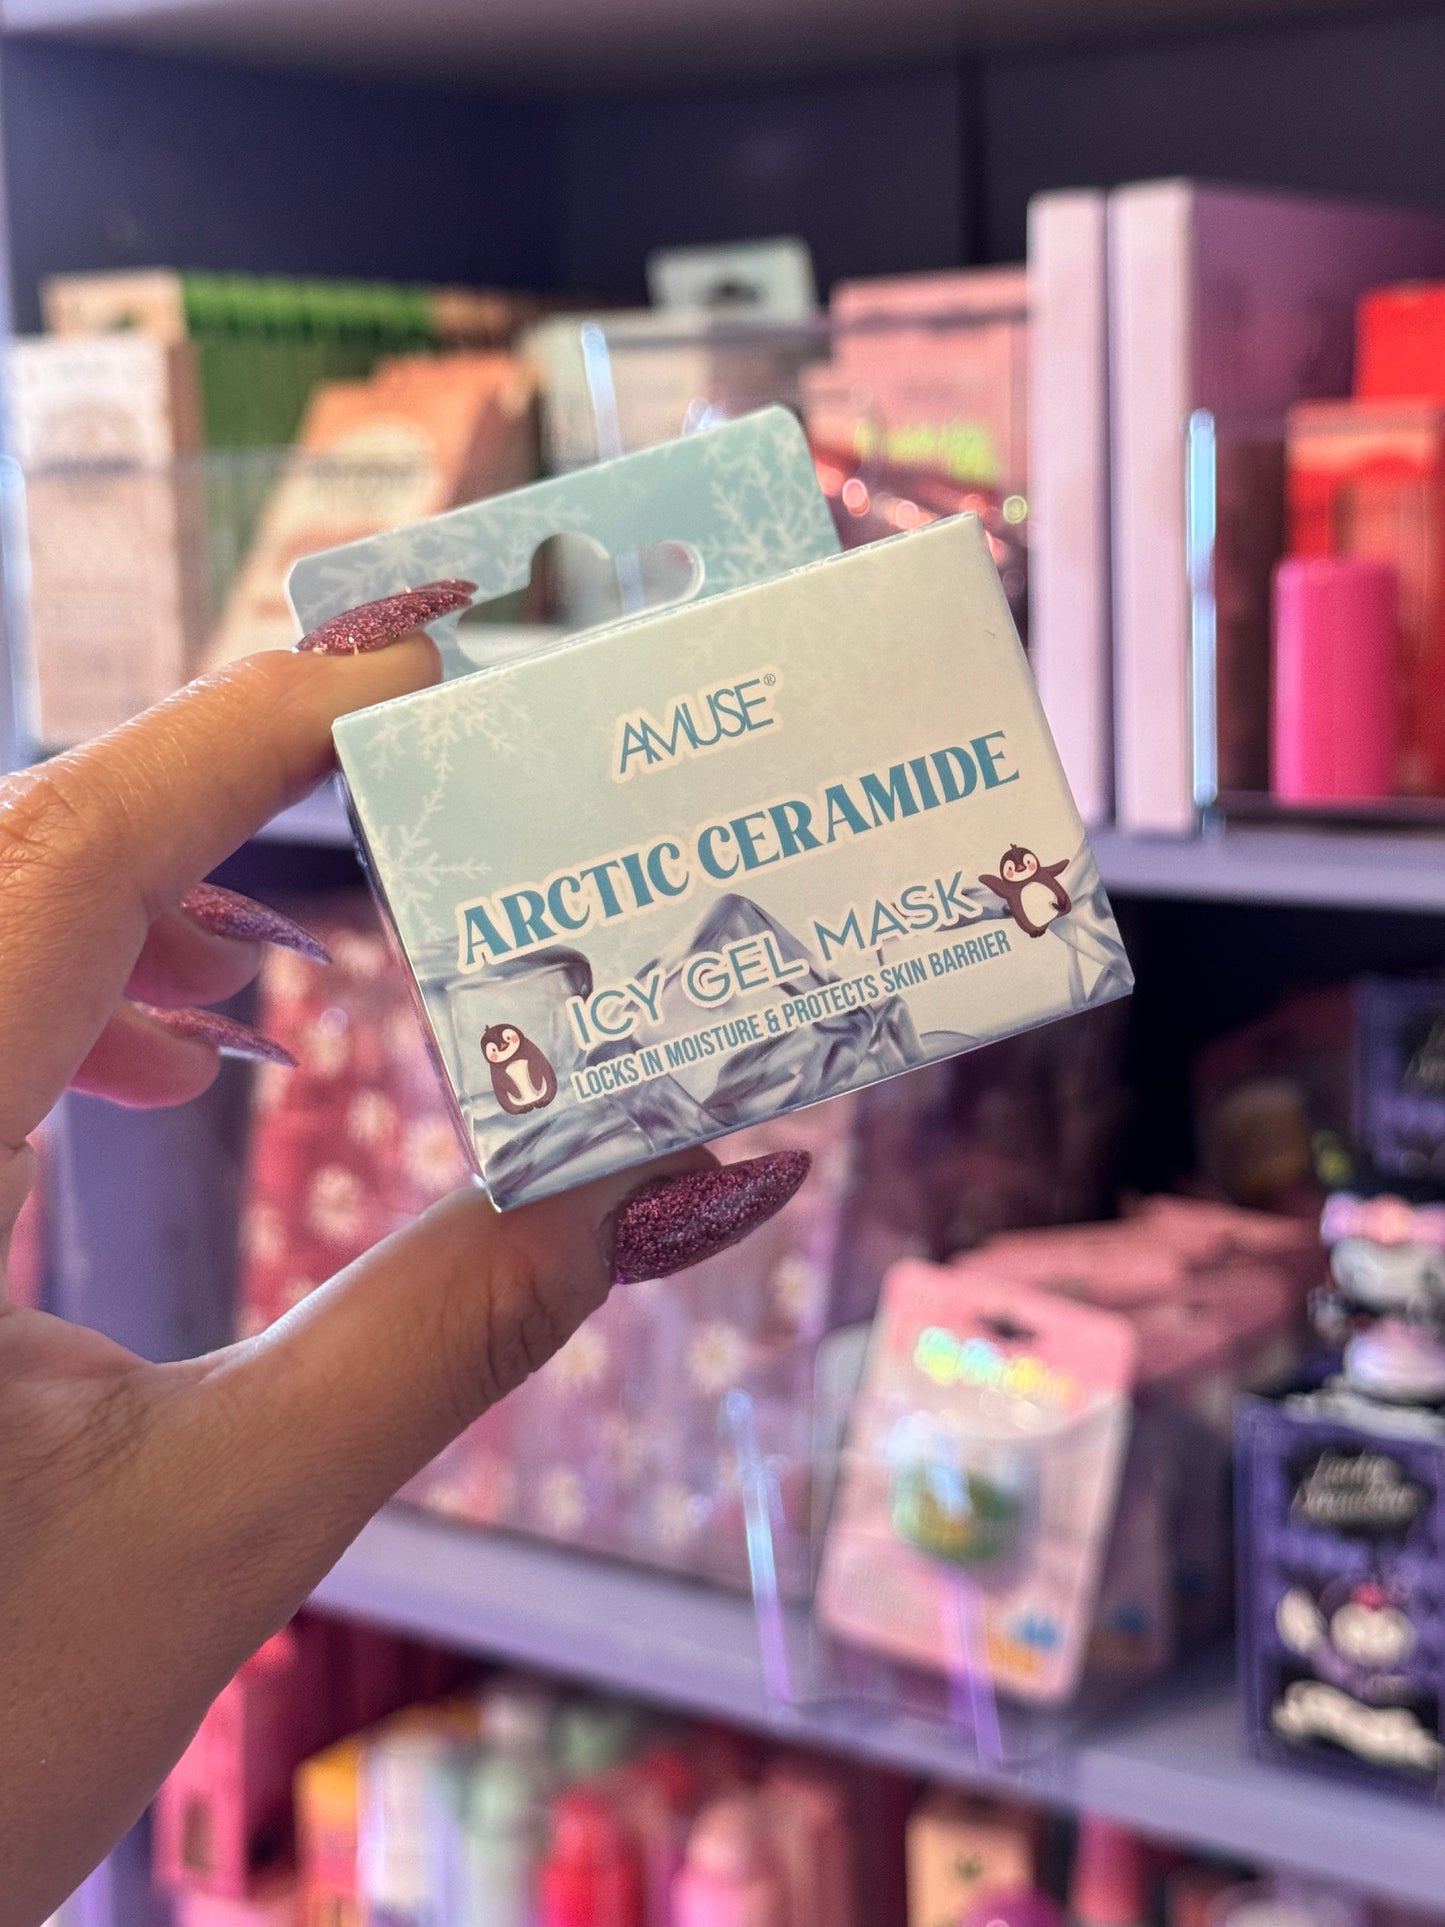 AMUSE®
ARCTIC CERAMIDE
ICY GEL MASK
LOCKS IN MOISTURE & PROTECTS SKIN BARRIER